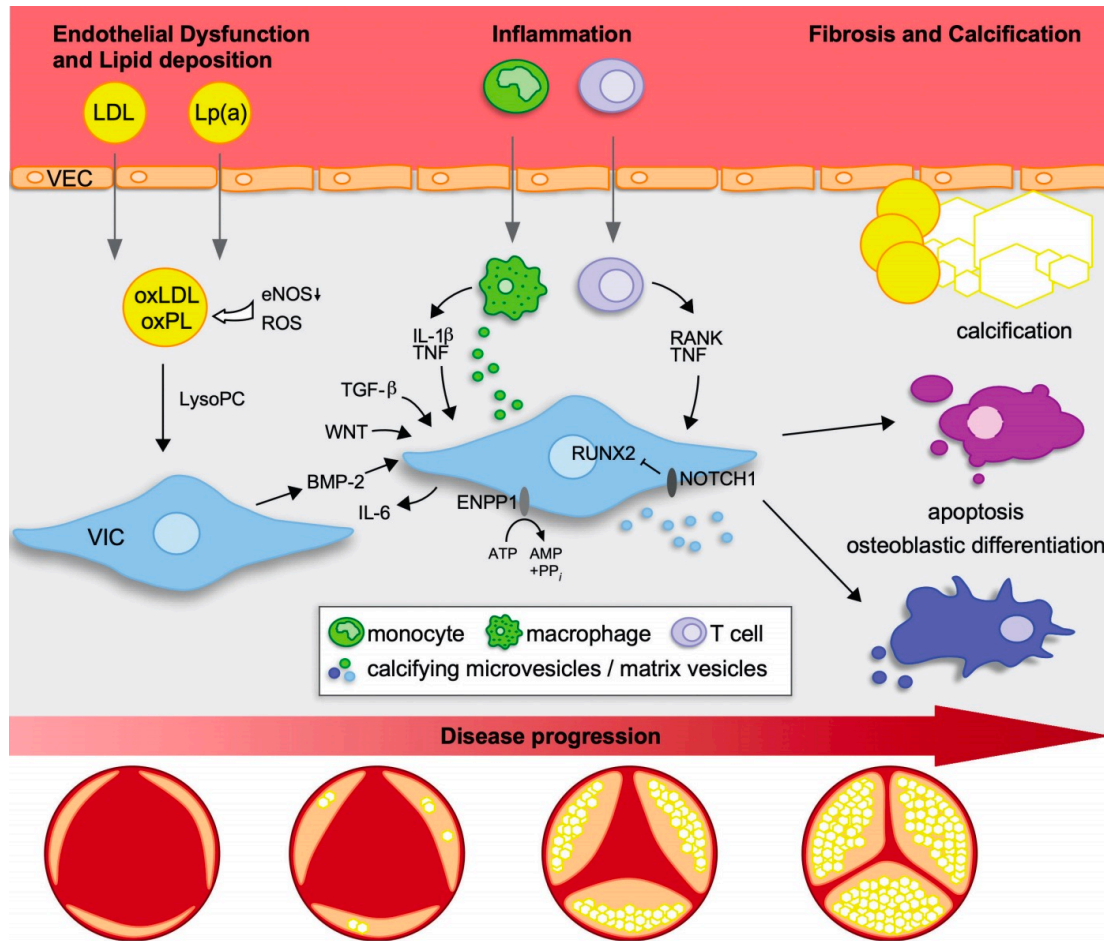 Endothelial Dysfunction
and Lipid deposition
Inflammation
Fibrosis and Calcification
LDL
Lp(a)
VEC
oxLDL
oxPL
eNOS↓
ROS
LysoPC
VIC
IL-1β
TNF
TGF-β
WNT
BMP-2
IL-6
RANK
TNF
RUNX2
NOTCH1
ENPP1
ATP
AMP
+PPi
calcification
apoptosis
osteoblastic differentiation
monocyte
macrophage
T cell
calcifying microvesicles / matrix vesicles
Disease progression